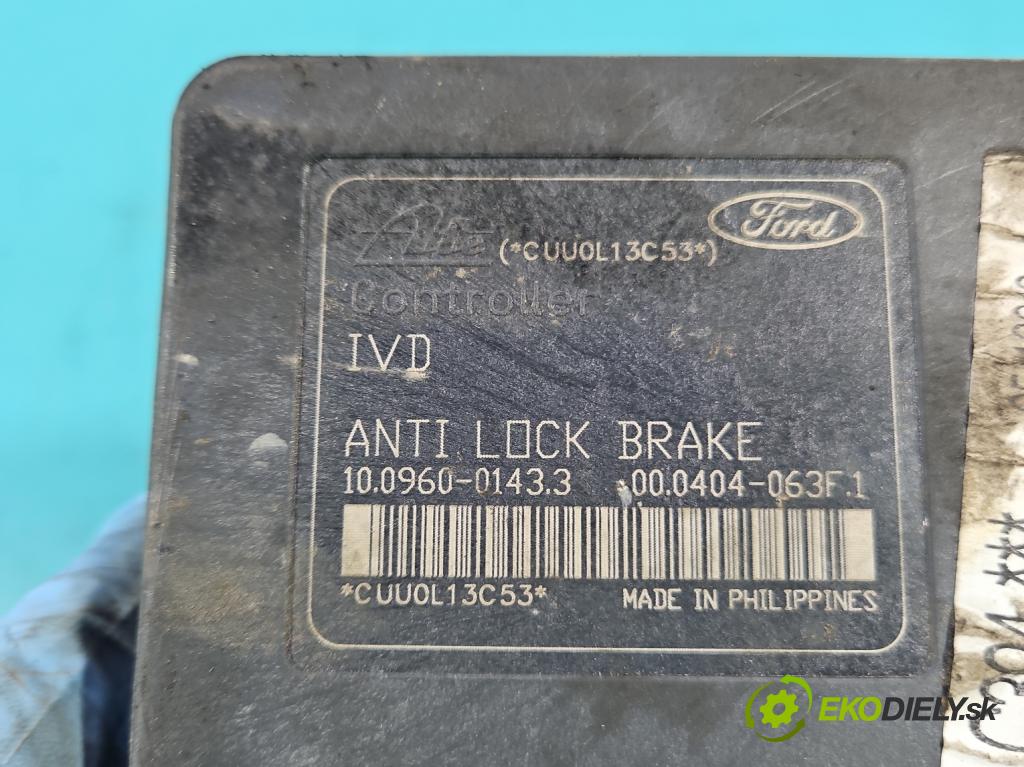 Ate (*CUU0L13C53*) Ford
Controller
IVD
ANTI LOCK BRAKE
10.0960-0143.3 00.0404-063F.1
*CUU0L13C53* MADE IN PHILIPPINES
EKODIELY.sk